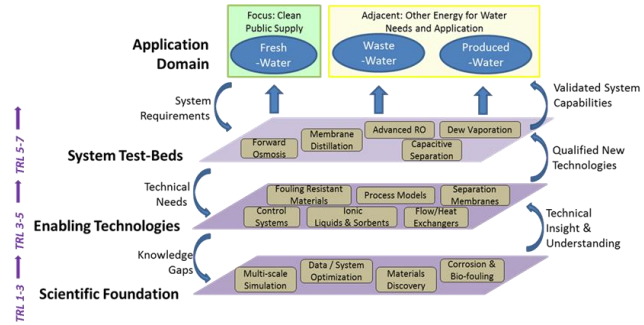 Focus: Clean
Public Supply
Adjacent: Other Energy for Water
Needs and Application
Application
Domain
Fresh
-Water
Waste
-Water
Produced
-Water
System
Requirements
Validated System
Capabilities
Forward
Osmosis
Membrane
Distillation
Advanced RO
Dew Vaporation
Capacitive
Separation
System Test-Beds
TRL 5-7
Technical
Needs
Qualified New
Technologies
Fouling Resistant
Materials
Process Models
Separation
Membranes
Control
Systems
Ionic
Liquids & Sorbents
Flow/Heat
Exchangers
Enabling Technologies
TRL 3-5
Knowledge
Gaps
Technical
Insight &
Understanding
Multi-scale
Simulation
Data / System
Optimization
Materials
Discovery
Corrosion &
Bio-fouling
Scientific Foundation
TRL 1-3